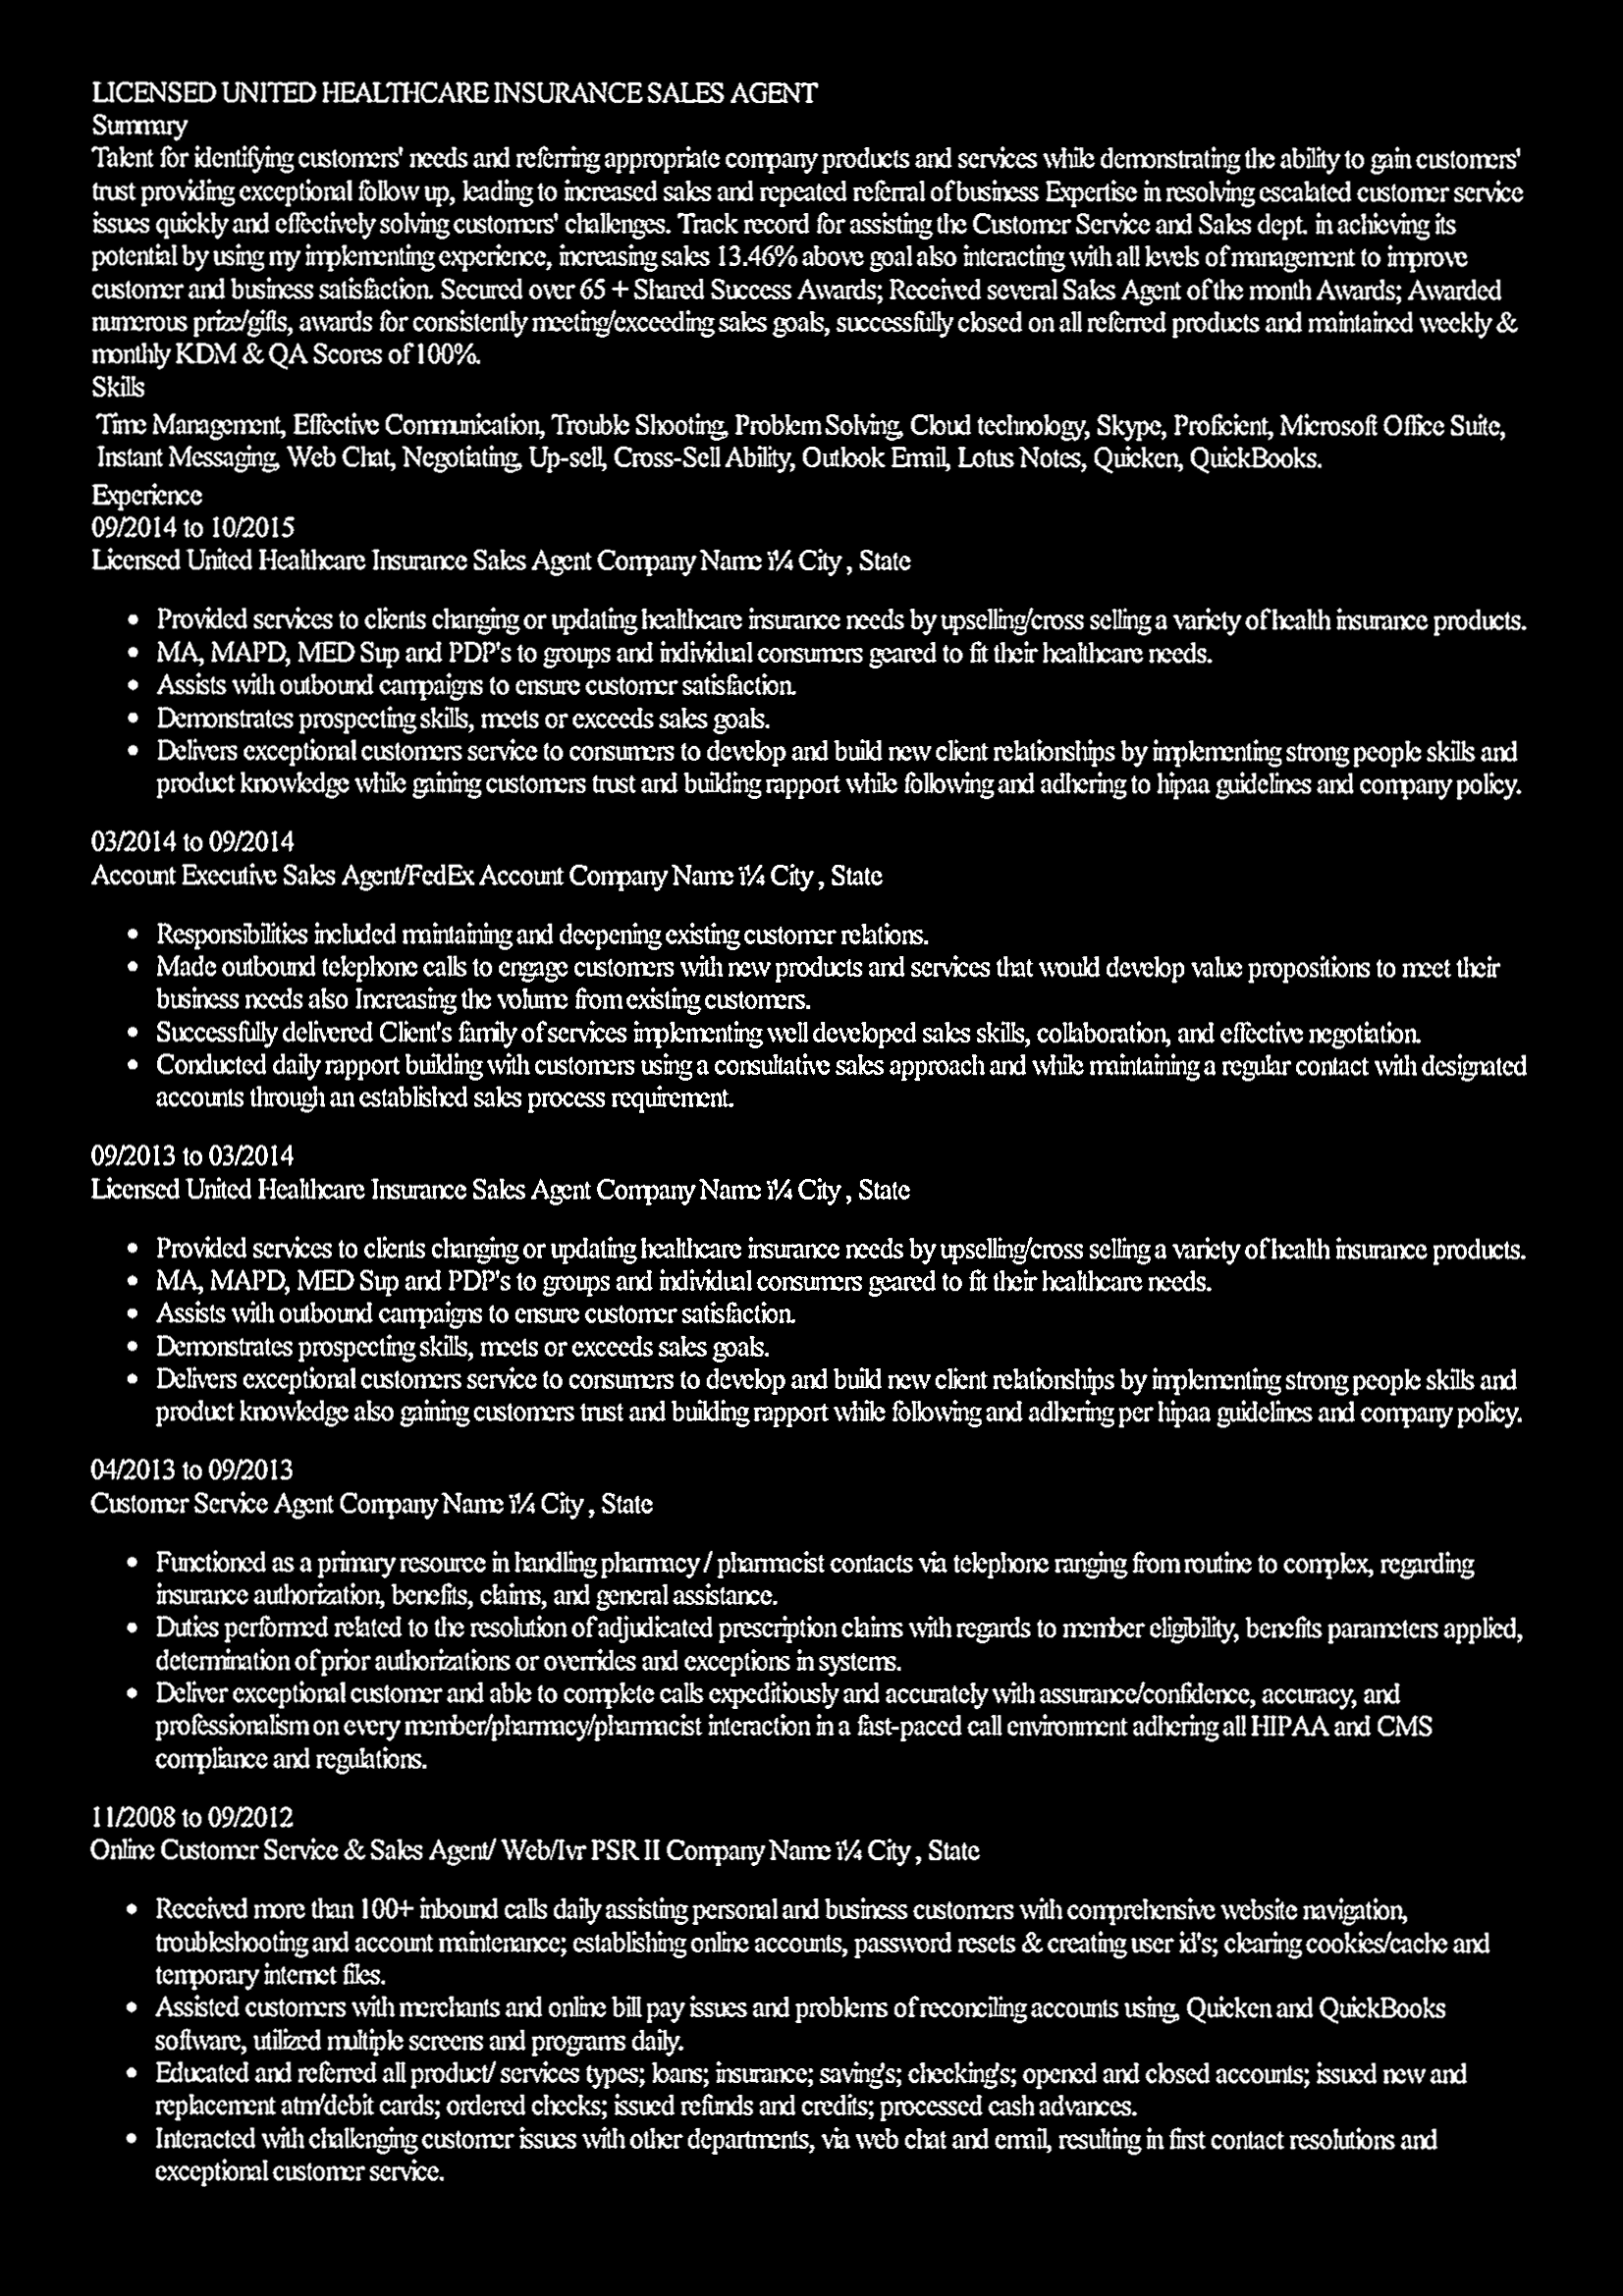 LICENSED UNITED HEALTHCARE INSURANCE SALES AGENT
Summary
Talent for identifying customers' needs and referring appropriate company products and services while demonstrating the ability to gain customers'
trust providing exceptional follow up, leading to increased sales and repeated referral of business Expertise in resolving escalated customer service
issues quickly and effectively solving customers' challenges. Track record for assisting the Customer Service and Sales dept. in achieving its
potential by using my implementing experience, increasing sales 13.46% above goal also interacting with all levels of management to improve
customer and business satisfaction. Secured over 65 + Shared Success Awards; Received several Sales Agent of the month Awards; Awarded
numerous prize/gifts, awards for consistently meeting/exceeding sales goals, successfully closed on all referred products and maintained weekly &
monthly KDM & QA Scores of 100%.
Skills
Time Management, Effective Communication, Trouble Shooting, Problem Solving, Cloud technology, Skype, Proficient, Microsoft Office Suite,
Instant Messaging, Web Chat, Negotiating, Up-sell, Cross-Sell Ability, Outlook Email, Lotus Notes, Quicken, QuickBooks.
Experience
09/2014 to 10/2015
Licensed United Healthcare Insurance Sales Agent Company Name ï¼ City , State
• Provided services to clients changing or updating healthcare insurance needs by upselling/cross selling a variety of health insurance products.
• MA, MAPD, MED Sup and PDP's to groups and individual consumers geared to fit their healthcare needs.
• Assists with outbound campaigns to ensure customer satisfaction.
• Demonstrates prospecting skills, meets or exceeds sales goals.
• Delivers exceptional customers service to consumers to develop and build new client relationships by implementing strong people skills and
product knowledge while gaining customers trust and building rapport while following and adhering to hipaa guidelines and company policy.
03/2014 to 09/2014
Account Executive Sales Agent/FedEx Account Company Name ï¼ City , State
• Responsibilities included maintaining and deepening existing customer relations.
• Made outbound telephone calls to engage customers with new products and services that would develop value propositions to meet their
business needs also Increasing the volume from existing customers.
• Successfully delivered Client's family of services implementing well developed sales skills, collaboration, and effective negotiation.
• Conducted daily rapport building with customers using a consultative sales approach and while maintaining a regular contact with designated
accounts through an established sales process requirement.
09/2013 to 03/2014
Licensed United Healthcare Insurance Sales Agent Company Name ï¼ City , State
• Provided services to clients changing or updating healthcare insurance needs by upselling/cross selling a variety of health insurance products.
• MA, MAPD, MED Sup and PDP's to groups and individual consumers geared to fit their healthcare needs.
• Assists with outbound campaigns to ensure customer satisfaction.
• Demonstrates prospecting skills, meets or exceeds sales goals.
• Delivers exceptional customers service to consumers to develop and build new client relationships by implementing strong people skills and
product knowledge also gaining customers trust and building rapport while following and adhering per hipaa guidelines and company policy.
04/2013 to 09/2013
Customer Service Agent Company Name ï¼ City , State
• Functioned as a primary resource in handling pharmacy / pharmacist contacts via telephone ranging from routine to complex, regarding
insurance authorization, benefits, claims, and general assistance.
• Duties performed related to the resolution of adjudicated prescription claims with regards to member eligibility, benefits parameters applied,
determination of prior authorizations or overrides and exceptions in systems.
• Deliver exceptional customer and able to complete calls expeditiously and accurately with assurance/confidence, accuracy, and
professionalism on every member/pharmacy/pharmacist interaction in a fast-paced call environment adhering all HIPAA and CMS
compliance and regulations.
11/2008 to 09/2012
Online Customer Service & Sales Agent/ Web/Ivr PSR II Company Name ï¼ City , State
• Received more than 100+ inbound calls daily assisting personal and business customers with comprehensive website navigation,
troubleshooting and account maintenance; establishing online accounts, password resets & creating user id's; clearing cookies/cache and
temporary internet files.
• Assisted customers with merchants and online bill pay issues and problems of reconciling accounts using, Quicken and QuickBooks
software, utilized multiple screens and programs daily.
• Educated and referred all product/ services types; loans; insurance; saving's; checking's; opened and closed accounts; issued new and
replacement atm/debit cards; ordered checks; issued refunds and credits; processed cash advances.
• Interacted with challenging customer issues with other departments, via web chat and email, resulting in first contact resolutions and
exceptional customer service.